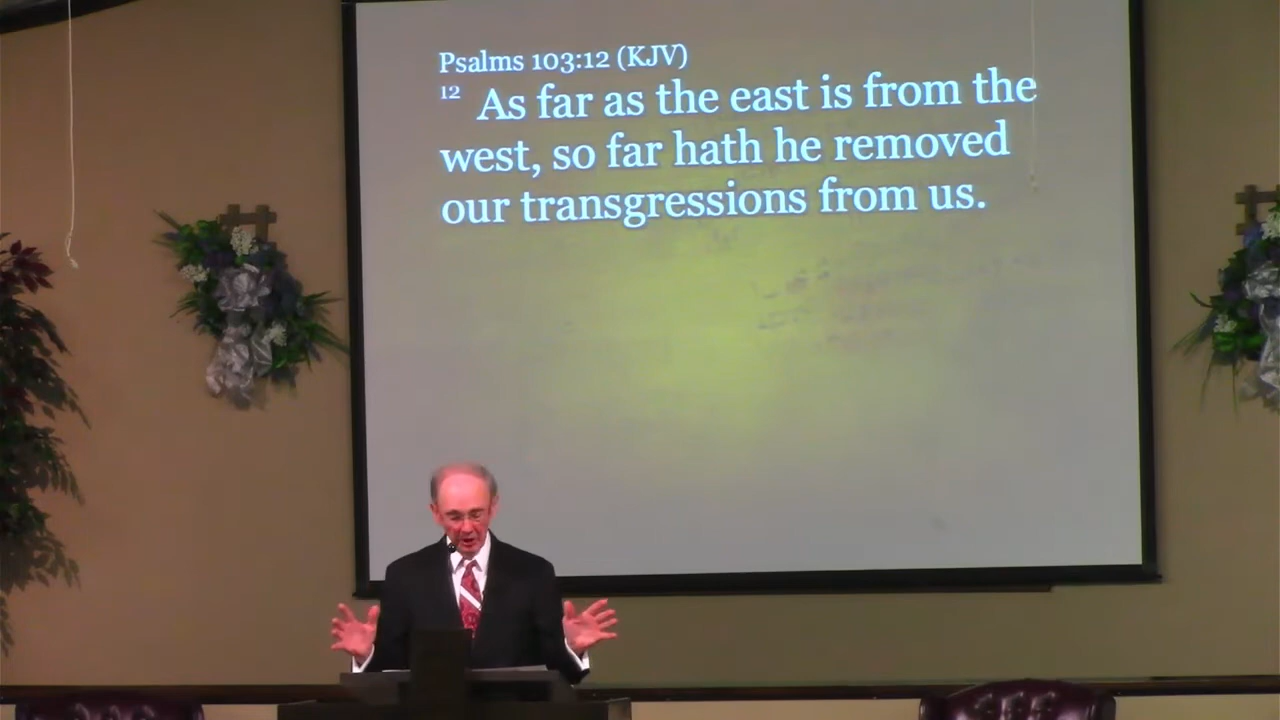 Psalms 103:12 (KJV)
12 As far as the east is from the
west, so far hath he removed
our transgressions from us.